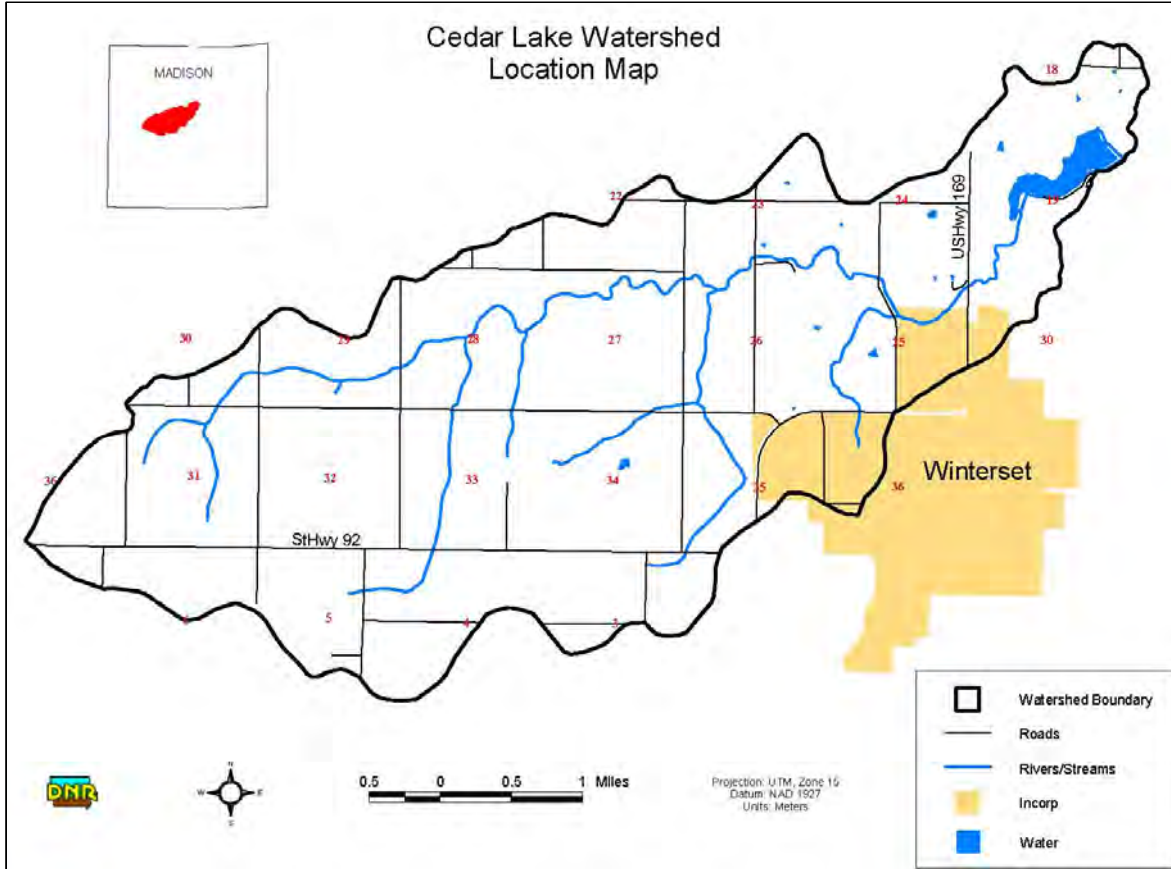 Cedar Lake Watershed
Location Map
MADISON
18
USHwy 169
22
23
24
19
30
29
28
27
26
25
30
36
31
32
33
34
35
36
Winterset
StHwy 92
5
4
3
Watershed Boundary
Roads
Rivers/Streams
Incorp
Water
DNR
N
W
E
S
0.5 0 0.5 1 Miles
Projection: UTM, Zone 15
Datum: NAD 1927
Units: Meters